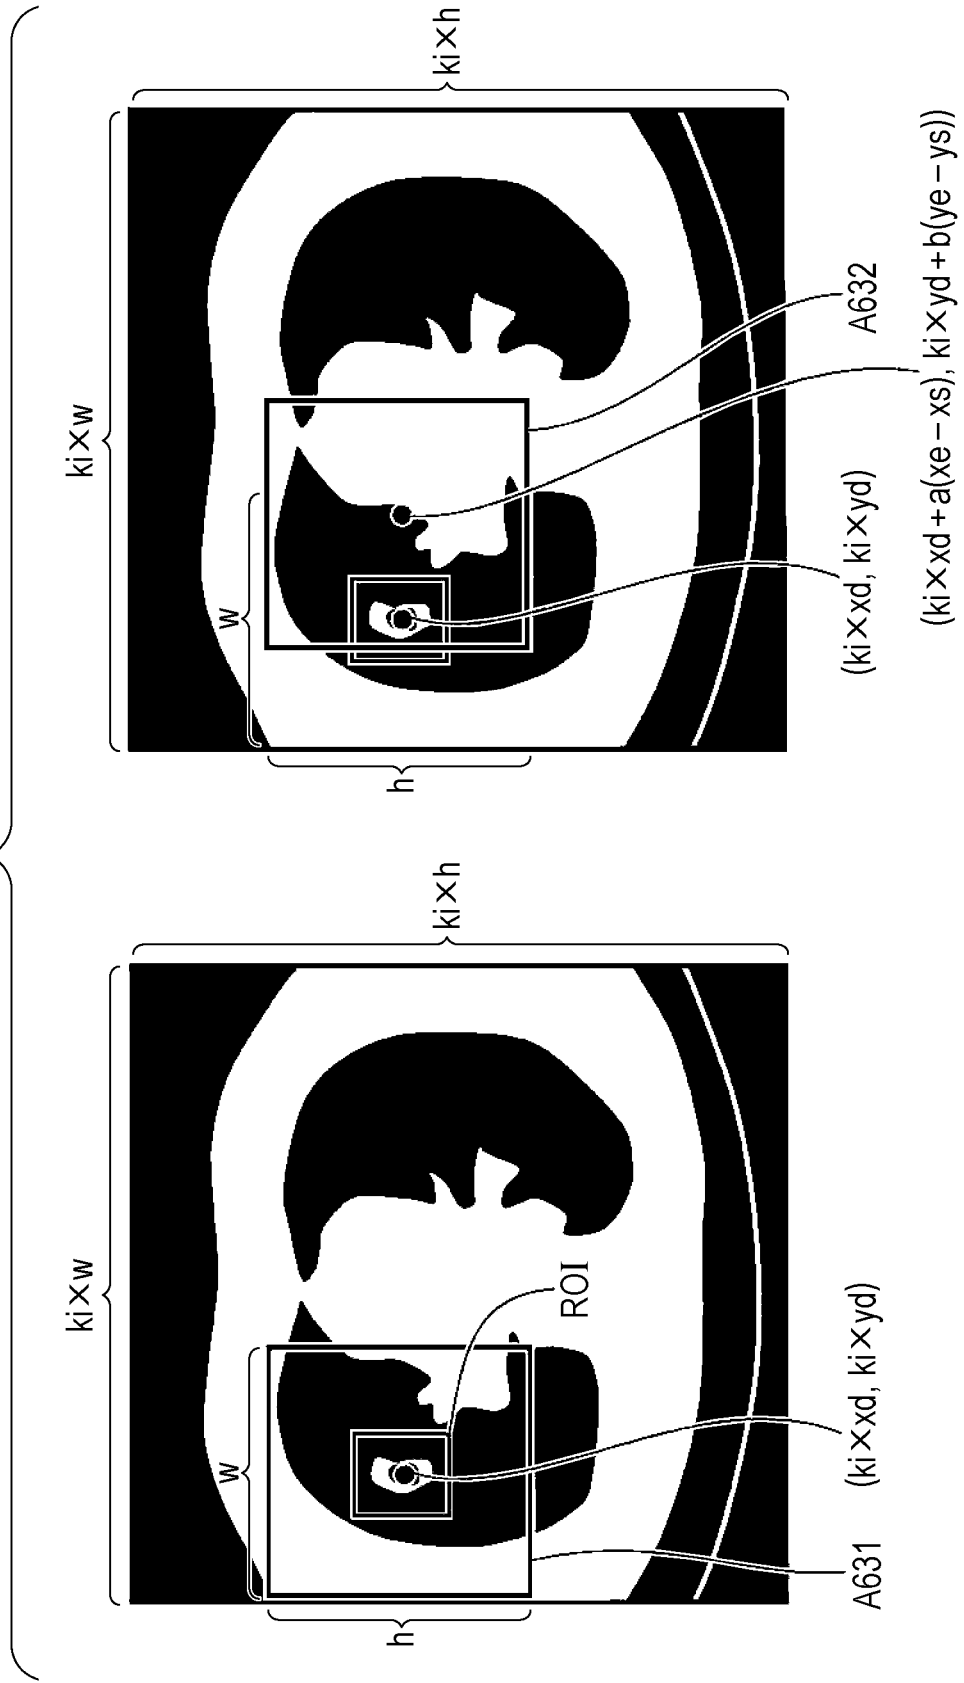 ki×w
w
h
ki×h
ROI
A631
(ki×xd, ki×yd)
ki×w
w
h
ki×h
(ki×xd, ki×yd)
A632
(ki×xd+a(xe−xs), ki×yd+b(ye−ys))